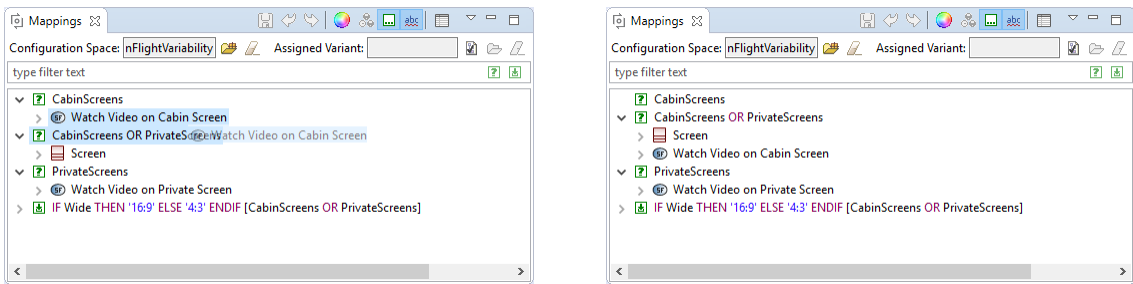 Mappings
abc
Configuration Space: nFlightVariability Assigned Variant:
type filter text
CabinScreens
Watch Video on Cabin Screen
CabinScreens OR PrivateScreens Watch Video on Cabin Screen
Screen
PrivateScreens
Watch Video on Private Screen
IF Wide THEN '16:9' ELSE '4:3' ENDIF [CabinScreens OR PrivateScreens]
Mappings
abc
Configuration Space: nFlightVariability Assigned Variant:
type filter text
CabinScreens
CabinScreens OR PrivateScreens
Screen
Watch Video on Cabin Screen
PrivateScreens
Watch Video on Private Screen
IF Wide THEN '16:9' ELSE '4:3' ENDIF [CabinScreens OR PrivateScreens]